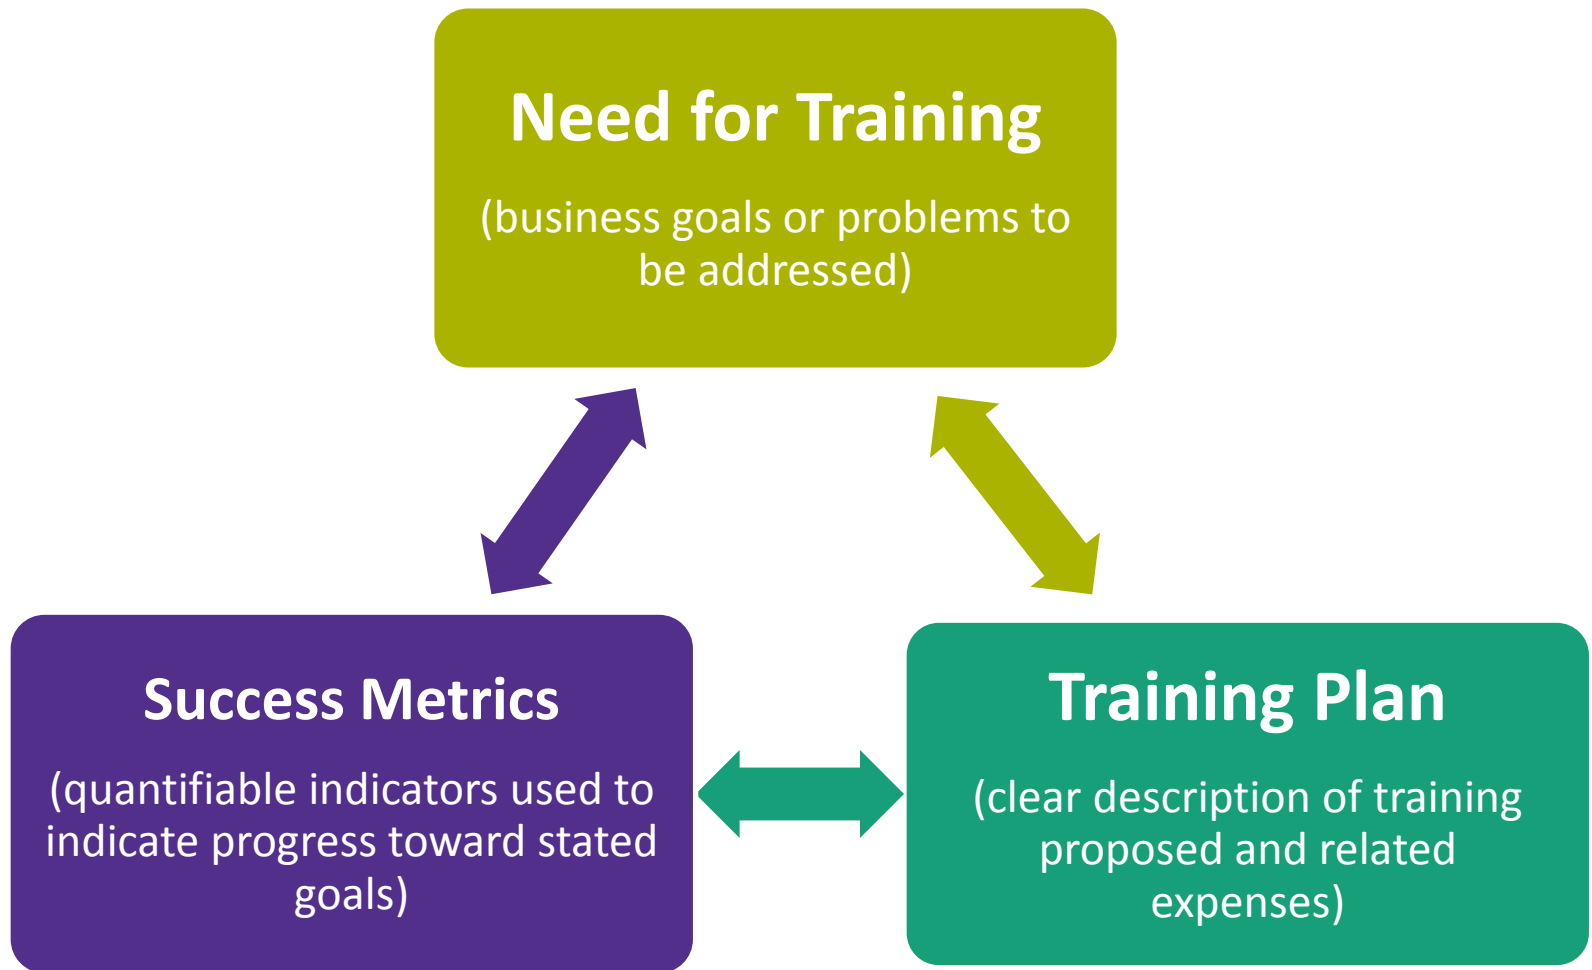 Need for Training
(business goals or problems to
be addressed)
Success Metrics
(quantifiable indicators used to
indicate progress toward stated
goals)
Training Plan
(clear description of training
proposed and related
expenses)